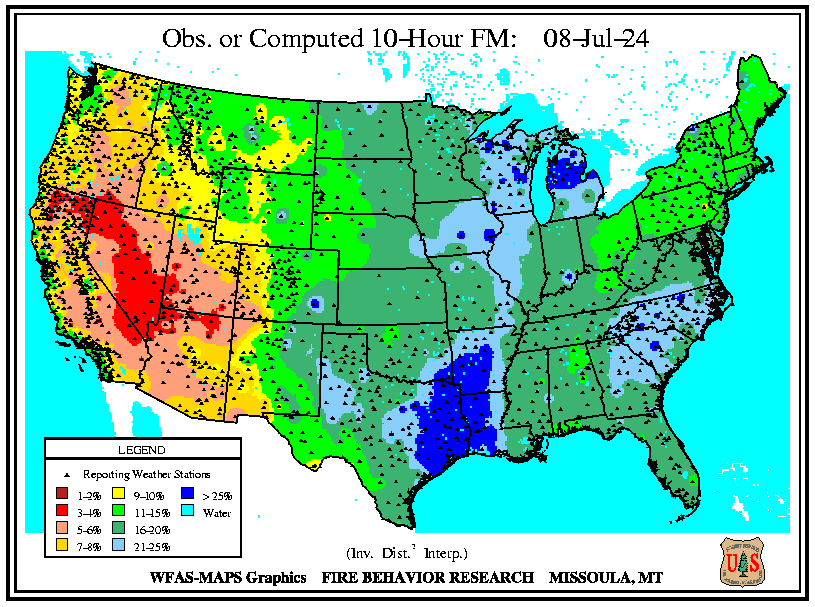 Obs. or Computed 10-Hour FM: 08-Jul-24
LEGEND
Reporting Weather Stations
1-2% 9-10% > 25%
3-4% 11-15% Water
5-6% 16-20%
7-8% 21-25%
(Inv. Dist.² Interp.)
WFAS-MAPS Graphics FIRE BEHAVIOR RESEARCH MISSOULA, MT
U S